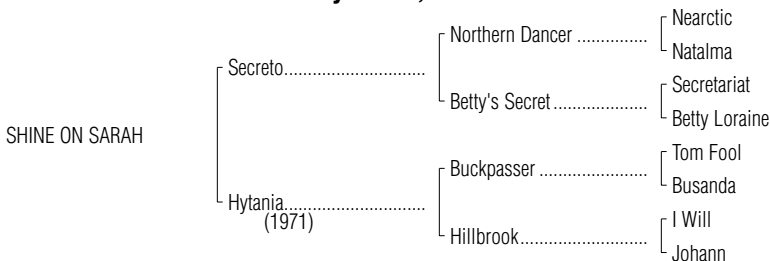 Nearctic
Northern Dancer ...............
Natalma
Secreto..............................
Secretariat
Betty's Secret ....................
Betty Loraine
SHINE ON SARAH
Tom Fool
Buckpasser .......................
Busanda
Hytania..............................
(1971)
I Will
Hillbrook...........................
Johann